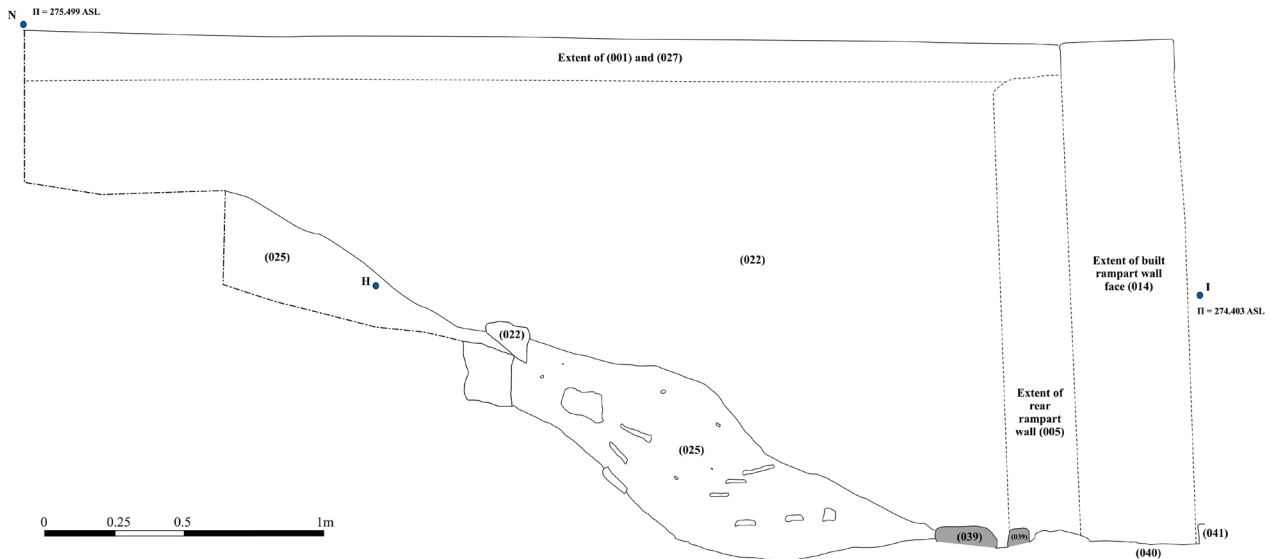 N
Π = 275.499 ASL
Extent of (001) and (027)
(025)
H
(022)
Extent of built
rampart wall
face (014)
I
Π = 274.403 ASL
(022)
Extent of
rear
rampart
wall (005)
(025)
0 0.25 0.5 1m
(039)
(039)
(041)
(040)